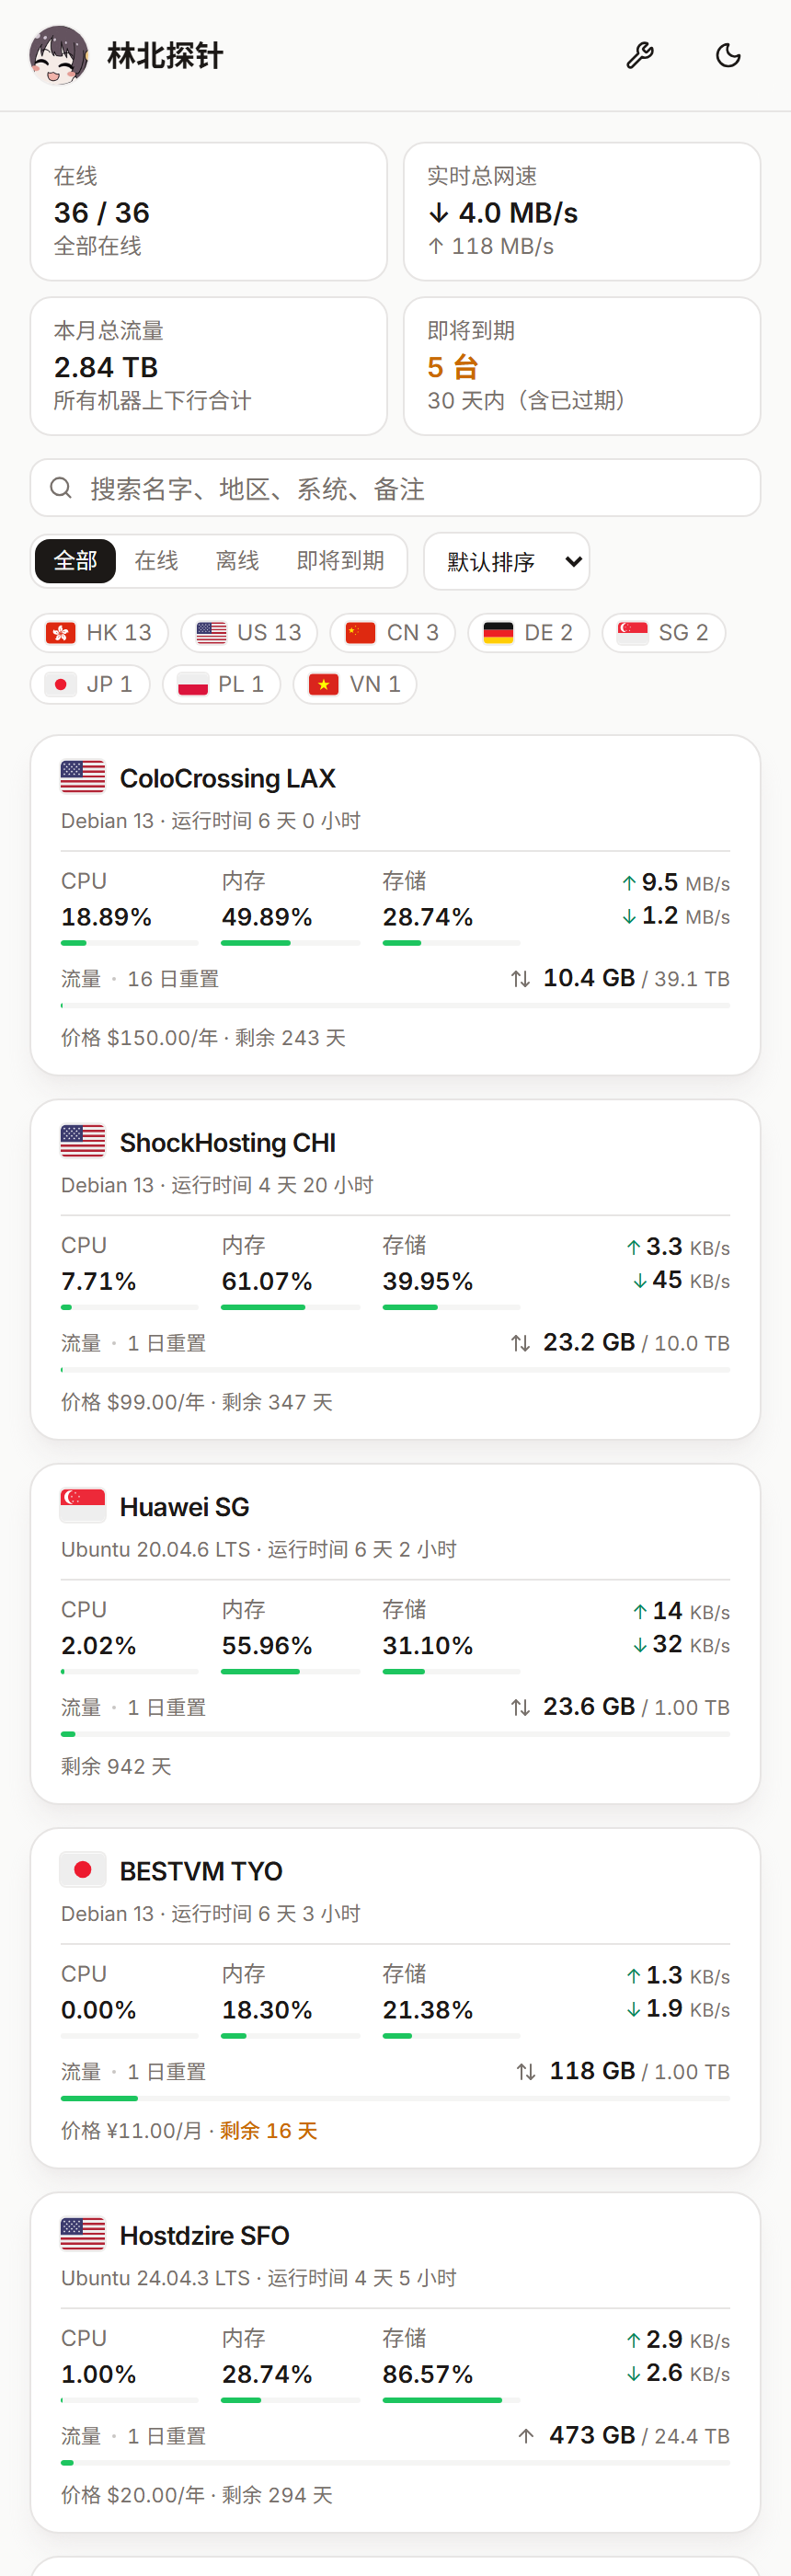 林北探针
在线
36 / 36
全部在线
实时总网速
↓ 4.0 MB/s
↑ 118 MB/s
本月总流量
2.84 TB
所有机器上下行合计
即将到期
5 台
30 天内（含已过期）
搜索名字、地区、系统、备注
全部 在线 离线 即将到期 默认排序
HK 13 US 13 CN 3 DE 2 SG 2
JP 1 PL 1 VN 1
ColoCrossing LAX
Debian 13 · 运行时间 6 天 0 小时
CPU 内存 存储 ↑ 9.5 MB/s
18.89% 49.89% 28.74% ↓ 1.2 MB/s
流量 · 16 日重置 ↑↓ 10.4 GB / 39.1 TB
价格 $150.00/年 · 剩余 243 天
ShockHosting CHI
Debian 13 · 运行时间 4 天 20 小时
CPU 内存 存储 ↑ 3.3 KB/s
7.71% 61.07% 39.95% ↓ 45 KB/s
流量 · 1 日重置 ↑↓ 23.2 GB / 10.0 TB
价格 $99.00/年 · 剩余 347 天
Huawei SG
Ubuntu 20.04.6 LTS · 运行时间 6 天 2 小时
CPU 内存 存储 ↑ 14 KB/s
2.02% 55.96% 31.10% ↓ 32 KB/s
流量 · 1 日重置 ↑↓ 23.6 GB / 1.00 TB
剩余 942 天
BESTVM TYO
Debian 13 · 运行时间 6 天 3 小时
CPU 内存 存储 ↑ 1.3 KB/s
0.00% 18.30% 21.38% ↓ 1.9 KB/s
流量 · 1 日重置 ↑↓ 118 GB / 1.00 TB
价格 ¥11.00/月 · 剩余 16 天
Hostdzire SFO
Ubuntu 24.04.3 LTS · 运行时间 4 天 5 小时
CPU 内存 存储 ↑ 2.9 KB/s
1.00% 28.74% 86.57% ↓ 2.6 KB/s
流量 · 1 日重置 ↑ 473 GB / 24.4 TB
价格 $20.00/年 · 剩余 294 天